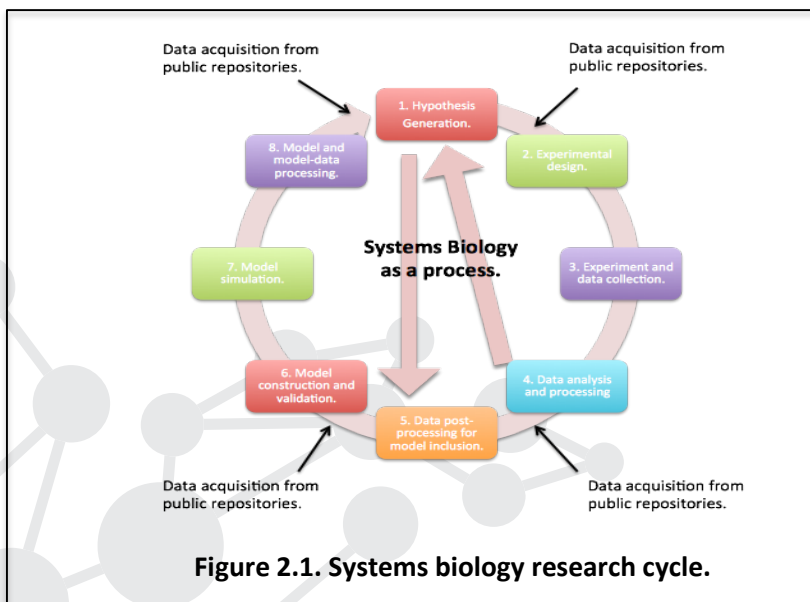 Data acquisition from
public repositories.
Data acquisition from
public repositories.
1. Hypothesis
Generation.
8. Model and
model-data
processing.
2. Experimental
design.
Systems Biology
as a process.
7. Model
simulation.
3. Experiment and
data collection.
6. Model
construction and
validation.
4. Data analysis
and processing
5. Data post-
processing for
model inclusion.
Data acquisition from
public repositories.
Data acquisition from
public repositories.
Figure 2.1. Systems biology research cycle.